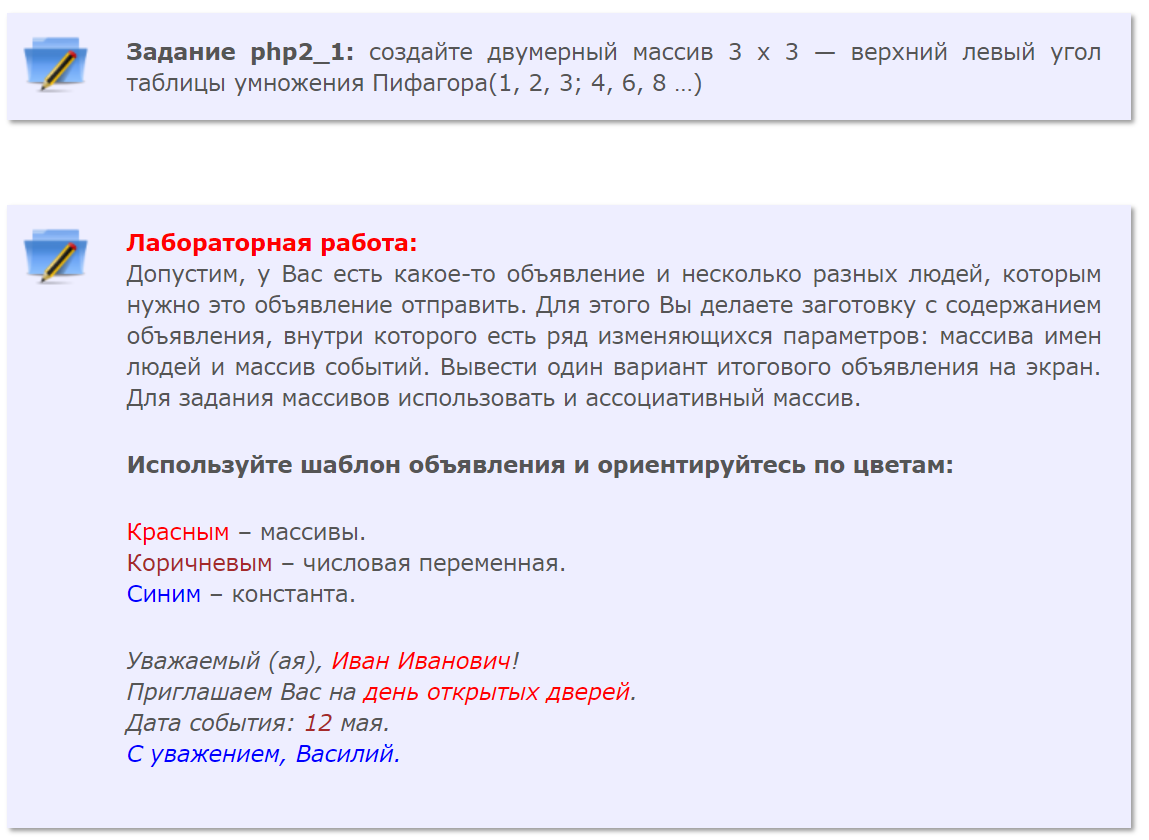 Задание php2_1: создайте двумерный массив 3 x 3 — верхний левый угол
таблицы умножения Пифагора(1, 2, 3; 4, 6, 8 …)
Лабораторная работа:
Допустим, у Вас есть какое-то объявление и несколько разных людей, которым
нужно это объявление отправить. Для этого Вы делаете заготовку с содержанием
объявления, внутри которого есть ряд изменяющихся параметров: массива имен
людей и массив событий. Вывести один вариант итогового объявления на экран.
Для задания массивов использовать и ассоциативный массив.
Используйте шаблон объявления и ориентируйтесь по цветам:
Красным – массивы.
Коричневым – числовая переменная.
Синим – константа.
Уважаемый (ая), Иван Иванович!
Приглашаем Вас на день открытых дверей.
Дата события: 12 мая.
С уважением, Василий.